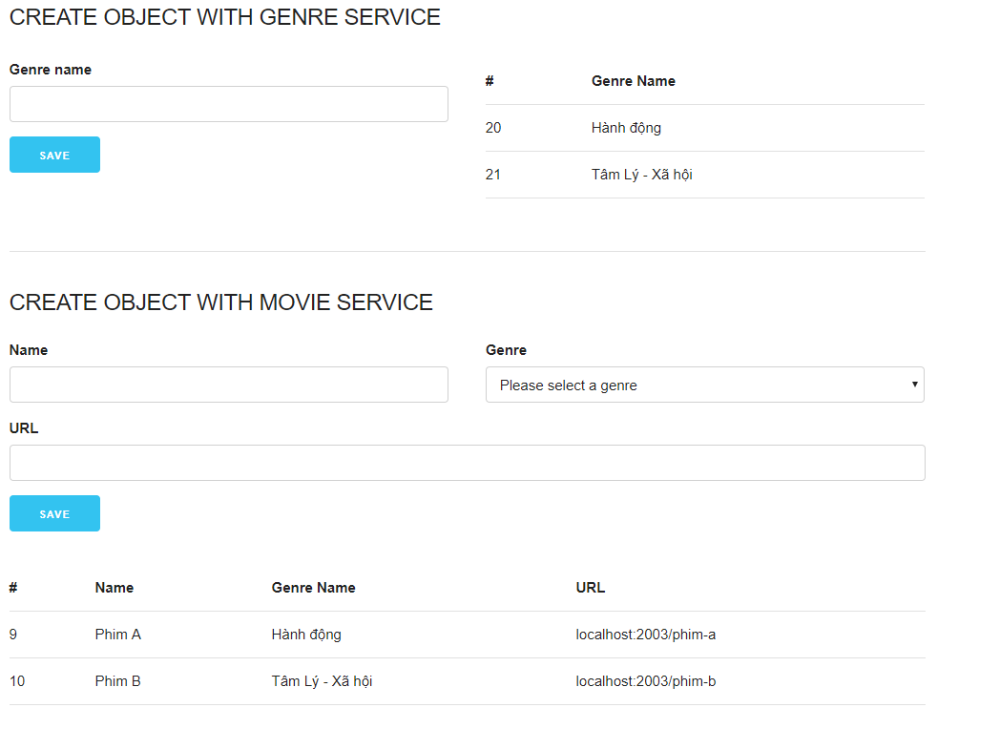 CREATE OBJECT WITH GENRE SERVICE
Genre name
SAVE
# Genre Name
20 Hành động
21 Tâm Lý - Xã hội
CREATE OBJECT WITH MOVIE SERVICE
Name
Genre
Please select a genre
URL
SAVE
# Name Genre Name URL
9 Phim A Hành động localhost:2003/phim-a
10 Phim B Tâm Lý - Xã hội localhost:2003/phim-b